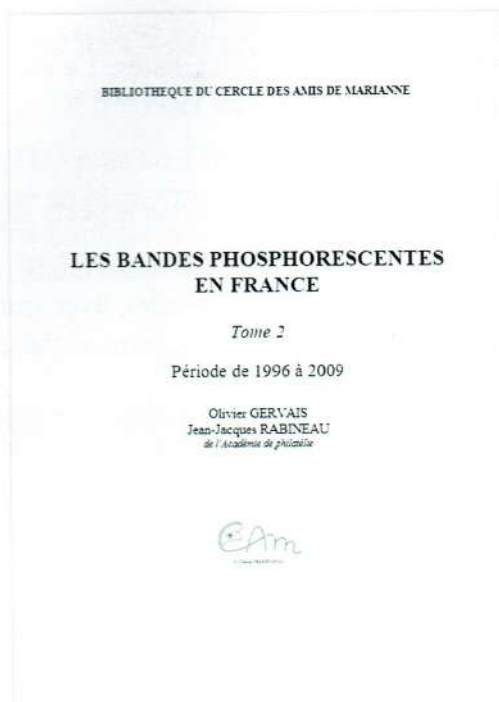 BIBLIOTHEQUE DU CERCLE DES AMIS DE MARIANNE
LES BANDES PHOSPHORESCENTES
EN FRANCE
Tome 2
Période de 1996 à 2009
Olivier GERVAIS
Jean-Jacques RABINEAU
de l'Académie de philatélie
CEAm